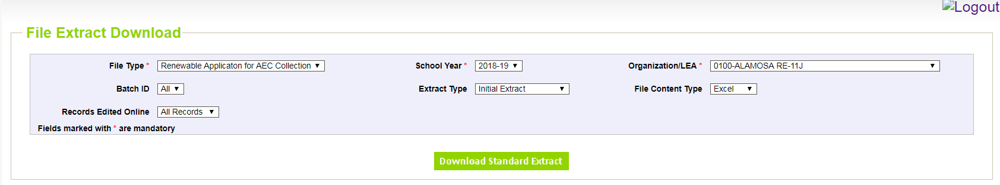 Logout
File Extract Download
File Type * Renewable Applicaton for AEC Collection School Year * 2018-19 Organization/LEA * 0100-ALAMOSA RE-11J
Batch ID All Extract Type Initial Extract File Content Type Excel
Records Edited Online All Records
Fields marked with * are mandatory
Download Standard Extract